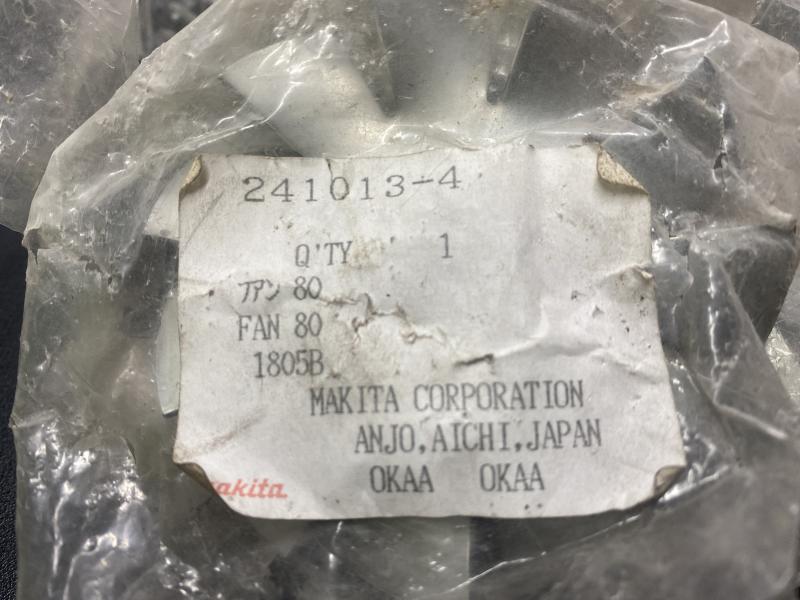 241013-4
Q'TY 1
ファン 80
FAN 80
1805B
MAKITA CORPORATION
ANJO,AICHI,JAPAN
OKAA OKAA
makita